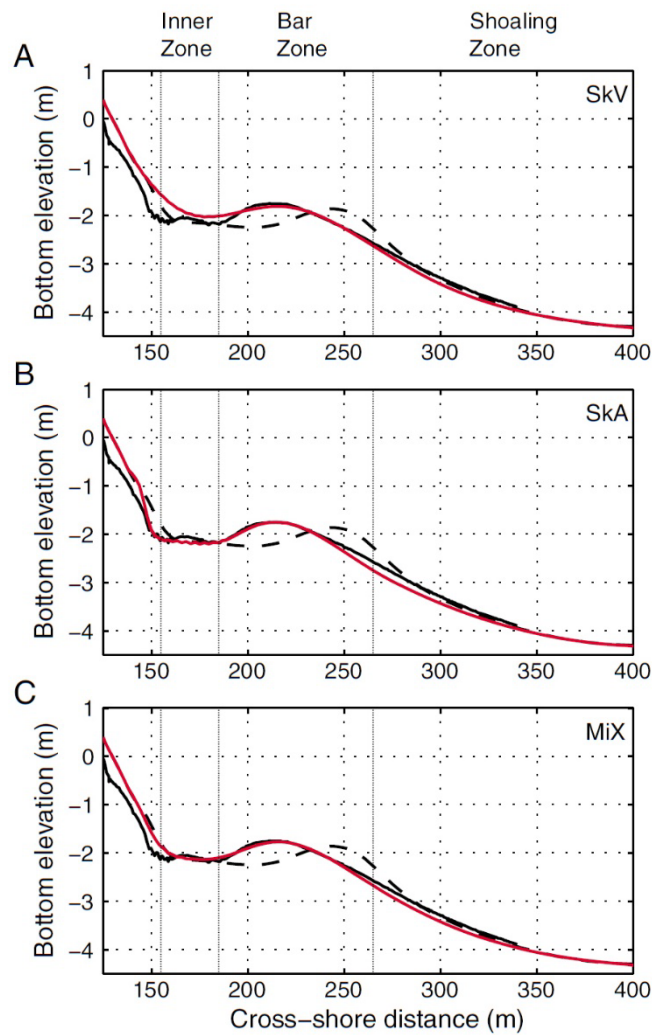 Inner Zone
Bar Zone
Shoaling Zone
A
SkV
1
0
−1
−2
−3
−4
Bottom elevation (m)
150 200 250 300 350 400
B
SkA
1
0
−1
−2
−3
−4
Bottom elevation (m)
150 200 250 300 350 400
C
MiX
1
0
−1
−2
−3
−4
Bottom elevation (m)
150 200 250 300 350 400
Cross−shore distance (m)